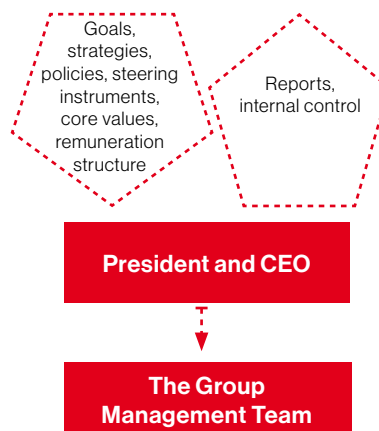 Goals,
strategies,
policies, steering
instruments,
core values,
remuneration
structure
Reports,
internal control
President and CEO
The Group
Management Team